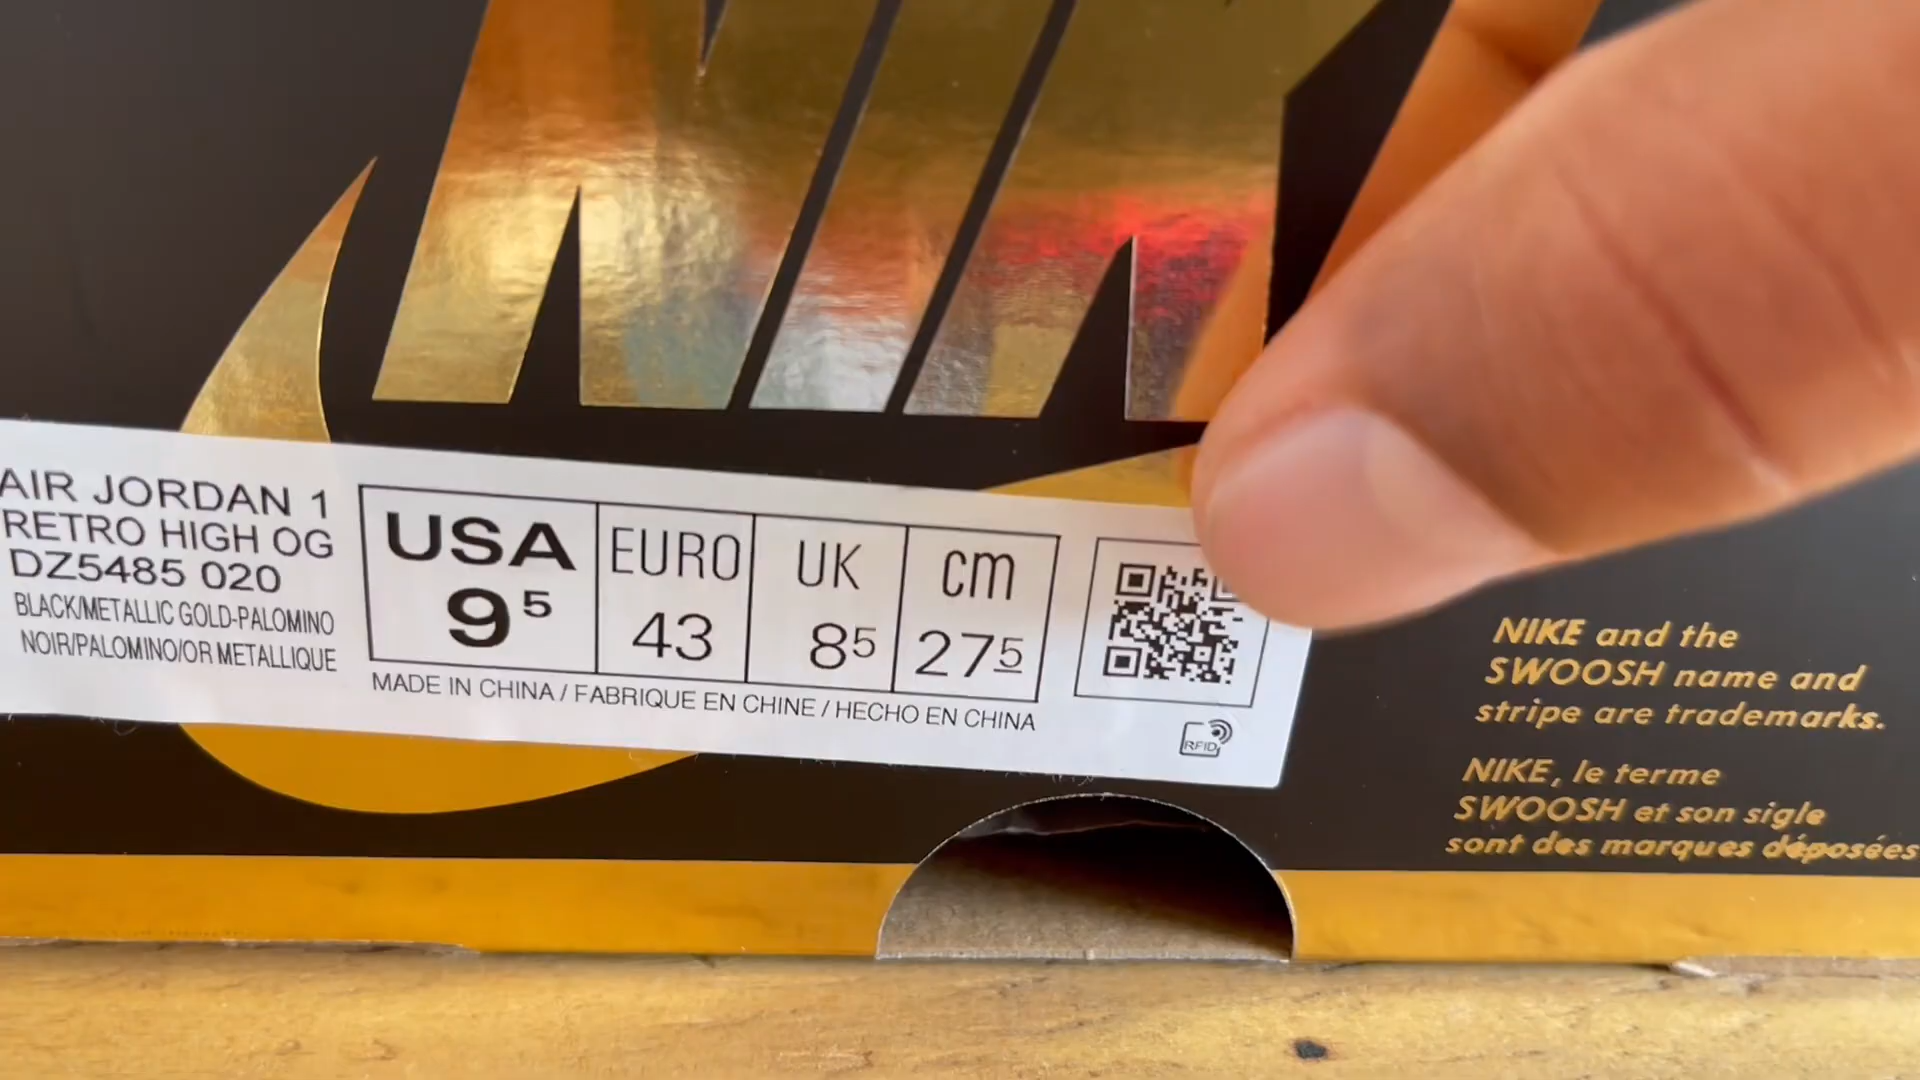 AIR JORDAN 1
RETRO HIGH OG
DZ5485 020
BLACK/METALLIC GOLD-PALOMINO
NOIR/PALOMINO/OR METALLIQUE
USA EURO UK cm
9⁵ 43 8⁵ 27⁵
MADE IN CHINA / FABRIQUE EN CHINE / HECHO EN CHINA
RFID
NIKE and the
SWOOSH name and
stripe are trademarks.
NIKE, le terme
SWOOSH et son sigle
sont des marques déposées